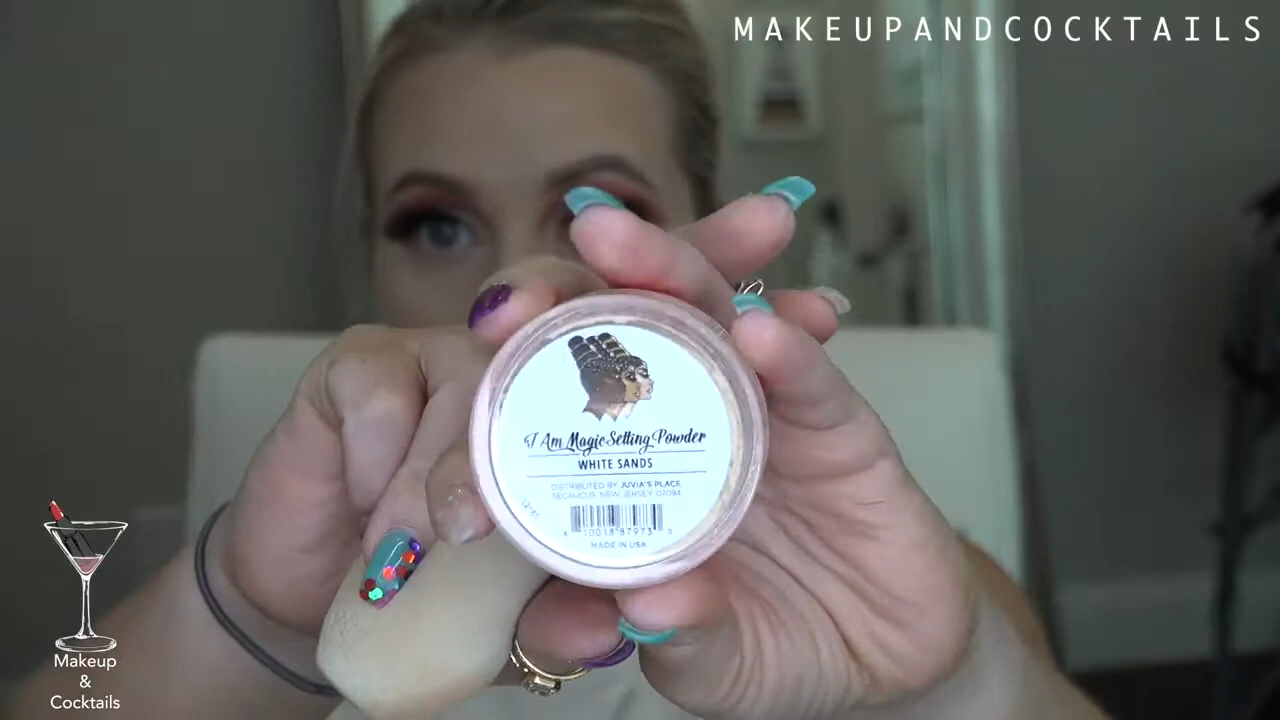 MAKEUPANDCOCKTAILS
I Am Magic Setting Powder
WHITE SANDS
DISTRIBUTED BY JUVIA'S PLACE,
SECAUCUS, NEW JERSEY, 07094
MADE IN USA
Makeup
&
Cocktails